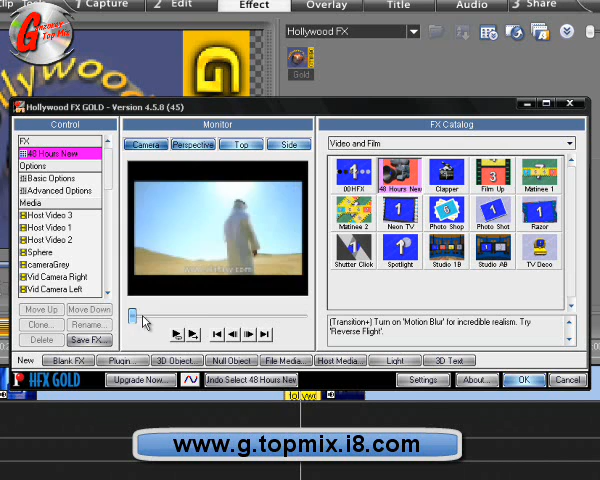 Clip
1 Capture
2 Edit
Effect
Overlay
Title
Audio
3 Share
Top Mix
Hollywood FX
Gold
Hollywood FX GOLD - Version 4.5.8 (45)
Control
Monitor
FX Catalog
FX
48 Hours New
Options
Basic Options
Advanced Options
Media
Host Video 3
Host Video 1
Host Video 2
Sphere
cameraGrey
Vid Camera Right
Vid Camera Left
Camera
Perspective
Top
Side
Video and Film
00HFX
48 Hours New
Clapper
Film Up
Matinee 1
Matinee 2
Neon TV
Photo Shop
Photo Shot
Razor
Shutter Click
Spotlight
Studio 1B
Studio AB
TV Deco
Move Up
Move Down
Clone...
Rename...
Delete
Save FX...
(Transition+) Turn on 'Motion Blur' for incredible realism. Try
'Reverse Flight'.
New
Blank FX
Plugin...
3D Object...
Null Object
File Media...
Host Media...
Light
3D Text
HFX GOLD
Upgrade Now...
Undo Select 48 Hours New
Settings
About...
OK
Cancel
www.g.topmix.i8.com